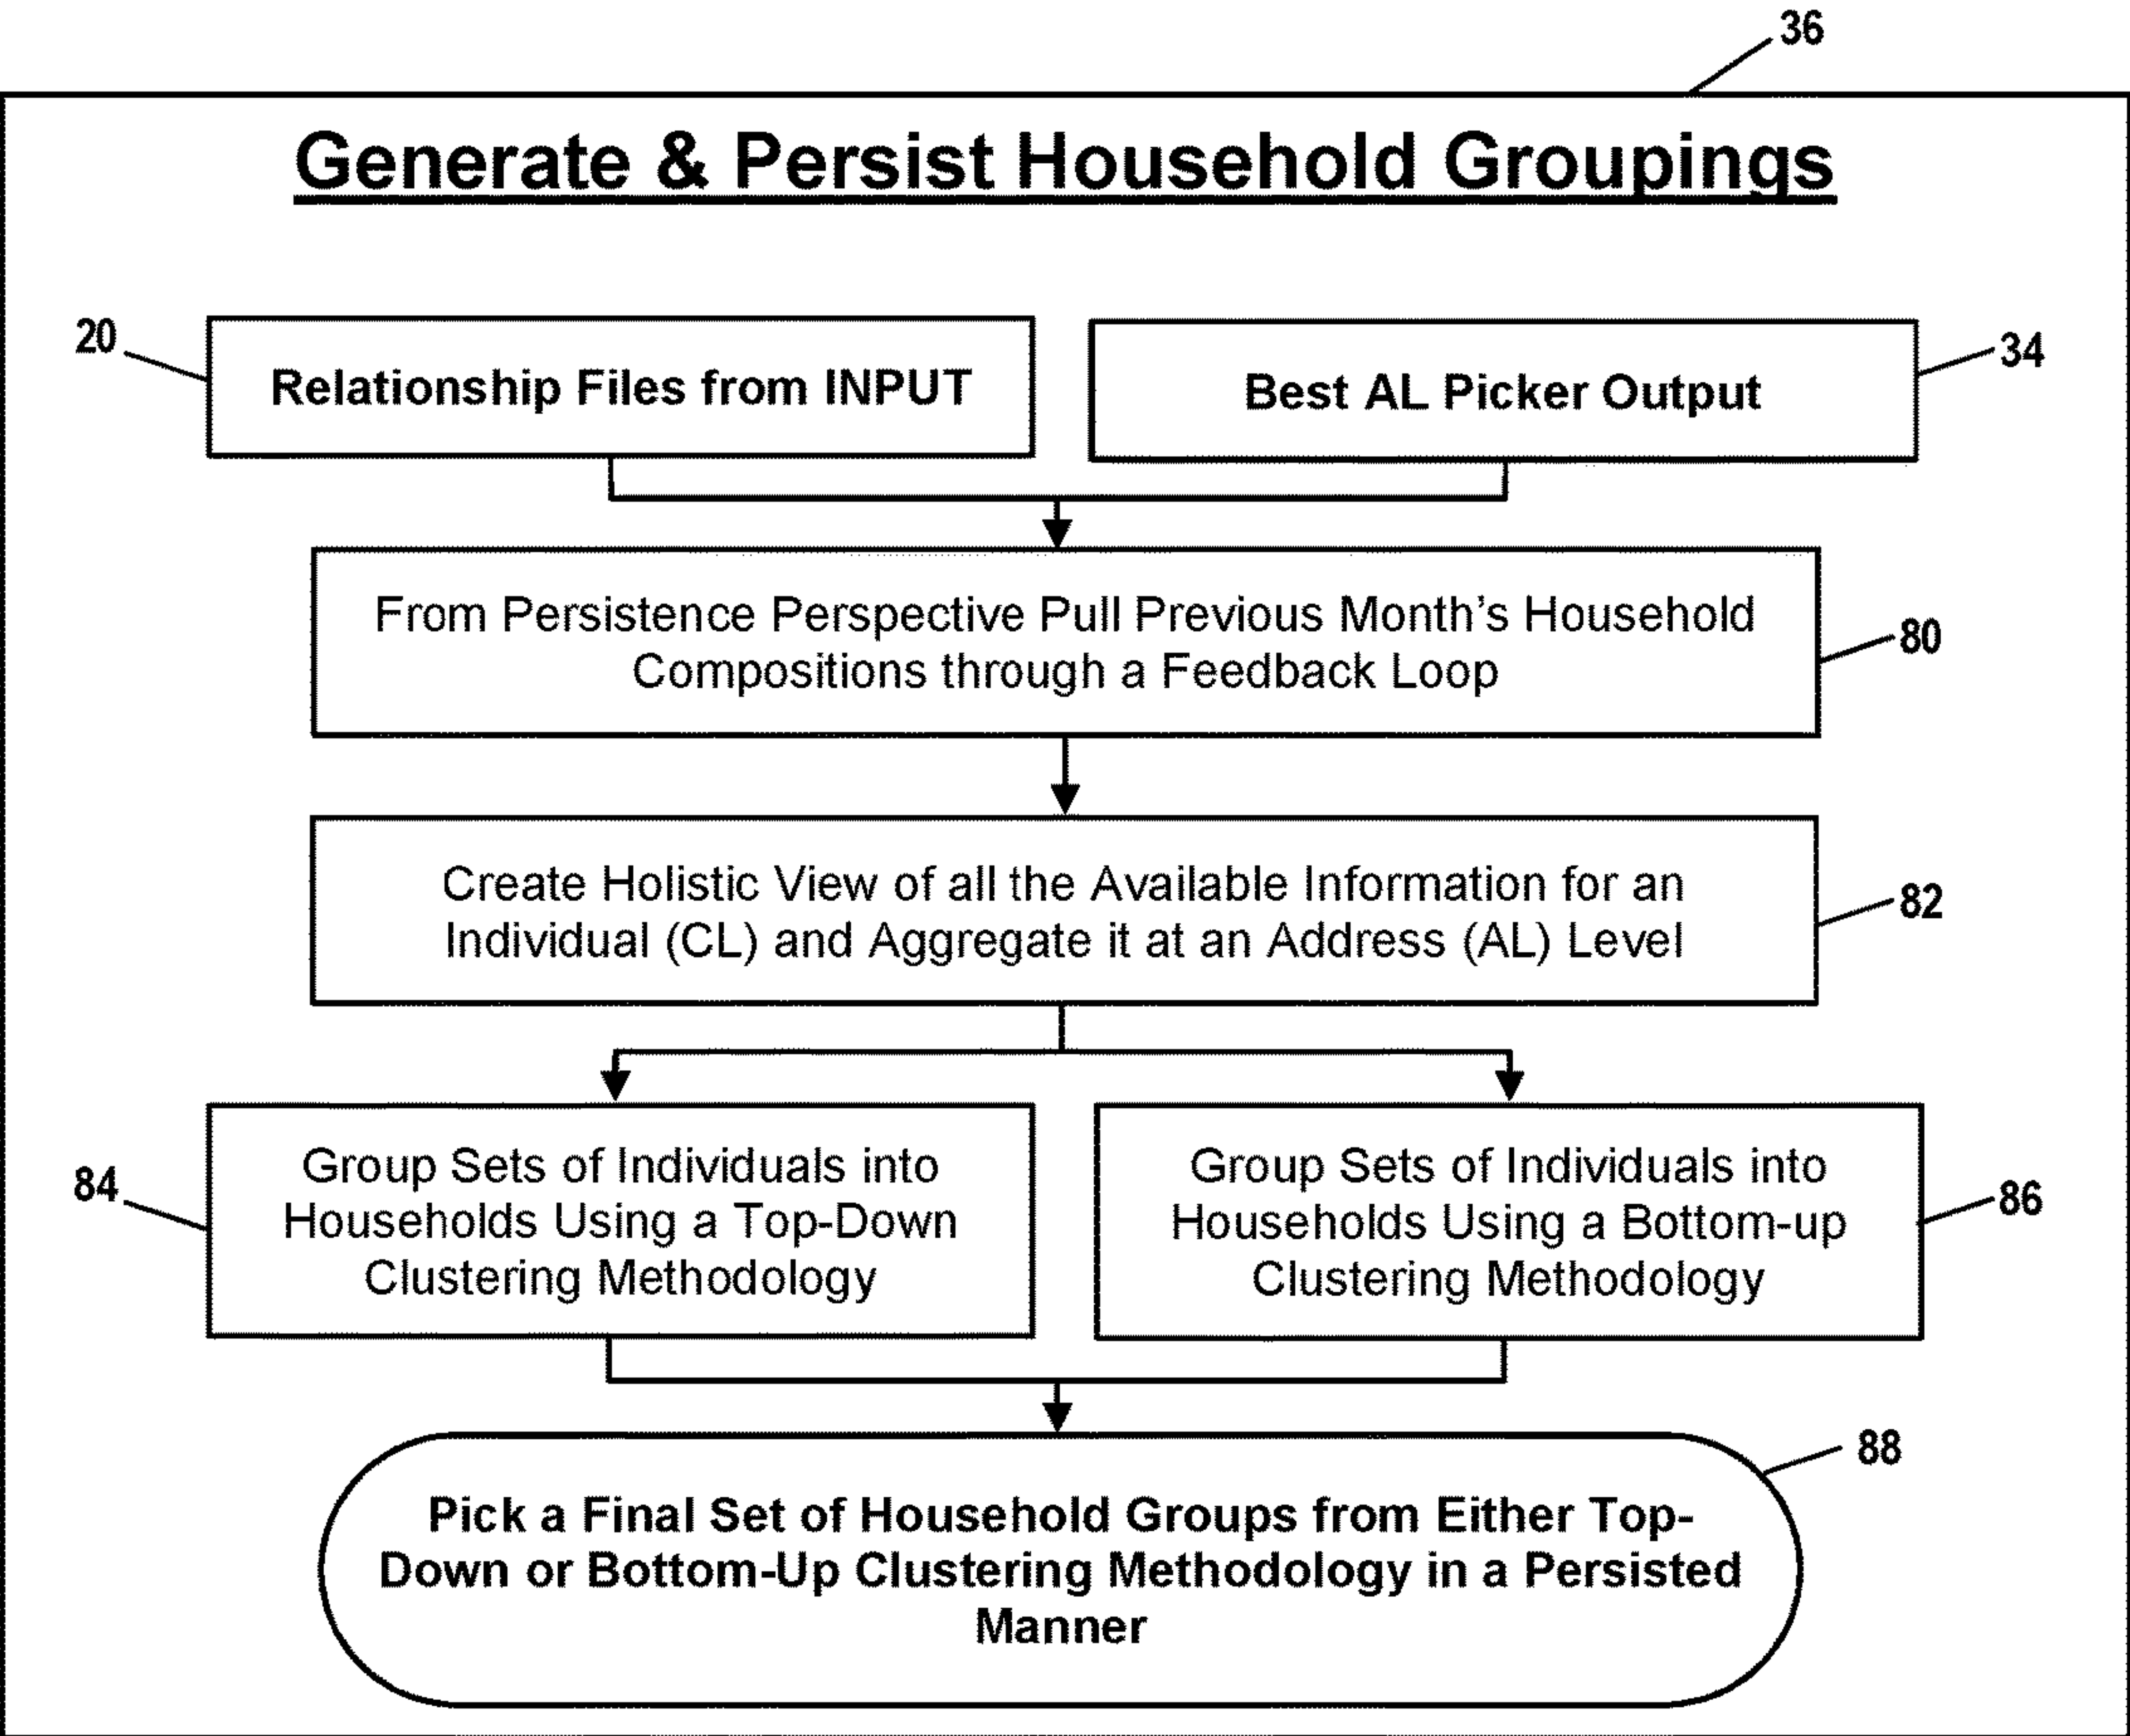 36
Generate & Persist Household Groupings
20
Relationship Files from INPUT
34
Best AL Picker Output
From Persistence Perspective Pull Previous Month's Household
Compositions through a Feedback Loop
80
Create Holistic View of all the Available Information for an
Individual (CL) and Aggregate it at an Address (AL) Level
82
84
Group Sets of Individuals into
Households Using a Top-Down
Clustering Methodology
Group Sets of Individuals into
Households Using a Bottom-up
Clustering Methodology
86
88
Pick a Final Set of Household Groups from Either Top-
Down or Bottom-Up Clustering Methodology in a Persisted
Manner